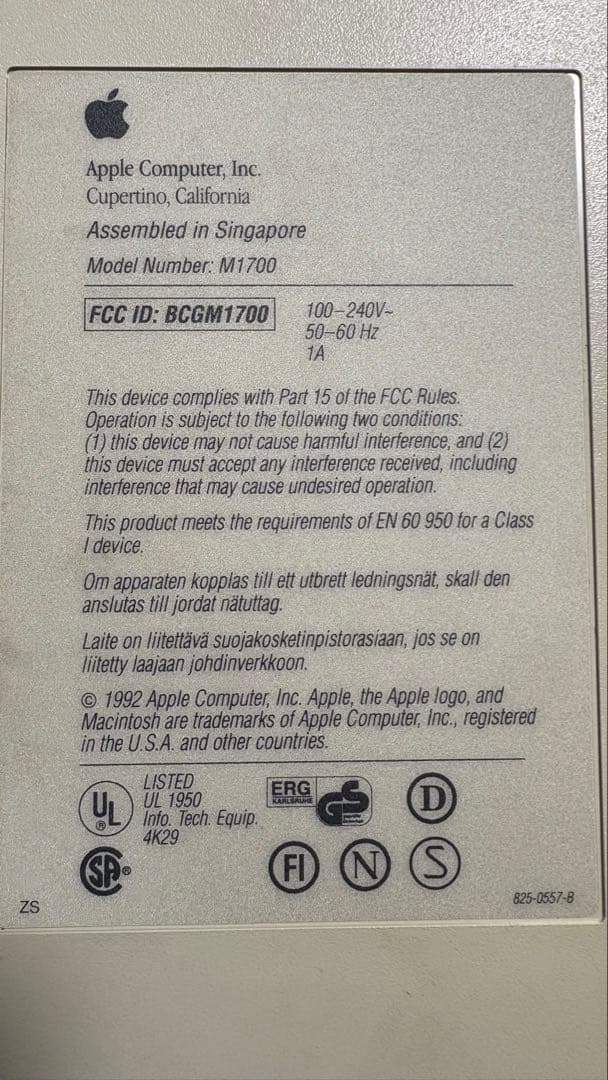 Apple Computer, Inc.
Cupertino, California
Assembled in Singapore
Model Number: M1700
FCC ID: BCGM1700
100–240V~
50–60 Hz
1A
This device complies with Part 15 of the FCC Rules.
Operation is subject to the following two conditions:
(1) this device may not cause harmful interference, and (2)
this device must accept any interference received, including
interference that may cause undesired operation.
This product meets the requirements of EN 60 950 for a Class
I device.
Om apparaten kopplas till ett utbrett ledningsnät, skall den
anslutas till jordat nätuttag.
Laite on liitettävä suojakosketinpistorasiaan, jos se on
liitetty laajaan johdinverkkoon.
© 1992 Apple Computer, Inc. Apple, the Apple logo, and
Macintosh are trademarks of Apple Computer, Inc., registered
in the U.S.A. and other countries.
UL ®
LISTED
UL 1950
Info. Tech. Equip.
4K29
ERG
KARLSRUHE
GS
D
SA ®
FI
N
S
ZS
825-0557-B